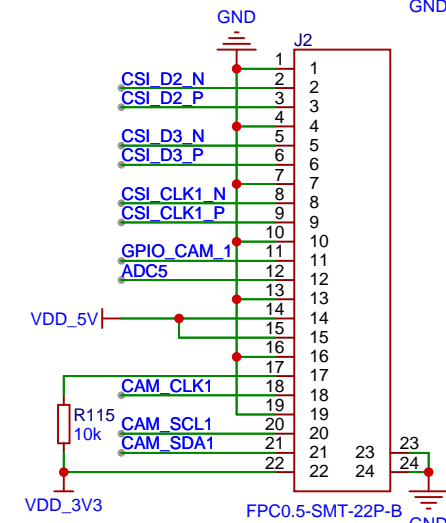 GND
GND
J2
1 1
CSI_D2_N 2 2
CSI_D2_P 3 3
4 4
CSI_D3_N 5 5
CSI_D3_P 6 6
7 7
CSI_CLK1_N 8 8
CSI_CLK1_P 9 9
10 10
GPIO_CAM_1 11 11
ADC5 12 12
13 13
VDD_5V 14 14
15 15
16 16
17 17
CAM_CLK1 18 18
R115 19 19
10k
CAM_SCL1 20 20
CAM_SDA1 21 21 23 23
22 22 24 24
VDD_3V3
FPC0.5-SMT-22P-B
GND